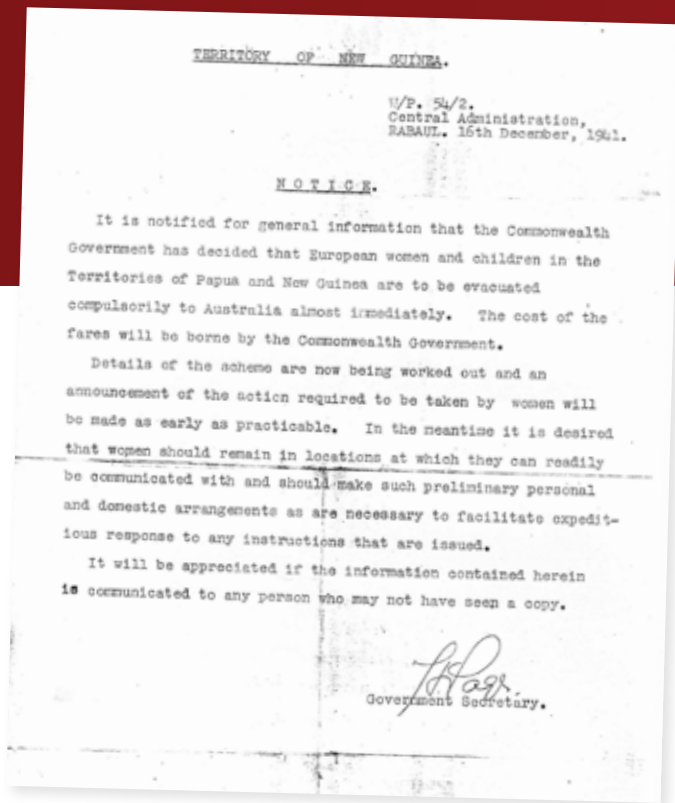 TERRITORY OF NEW GUINEA.
W/P. 54/2.
Central Administration,
RABAUL. 16th December, 1941.
NOTICE.
It is notified for general information that the Commonwealth
Government has decided that European women and children in the
Territories of Papua and New Guinea are to be evacuated
compulsorily to Australia almost immediately. The cost of the
fares will be borne by the Commonwealth Government.
Details of the scheme are now being worked out and an
announcement of the action required to be taken by women will
be made as early as practicable. In the meantime it is desired
that women should remain in locations at which they can readily
be communicated with and should make such preliminary personal
and domestic arrangements as are necessary to facilitate expedit-
ious response to any instructions that are issued.
It will be appreciated if the information contained herein
is communicated to any person who may not have seen a copy.
Page.
Government Secretary.